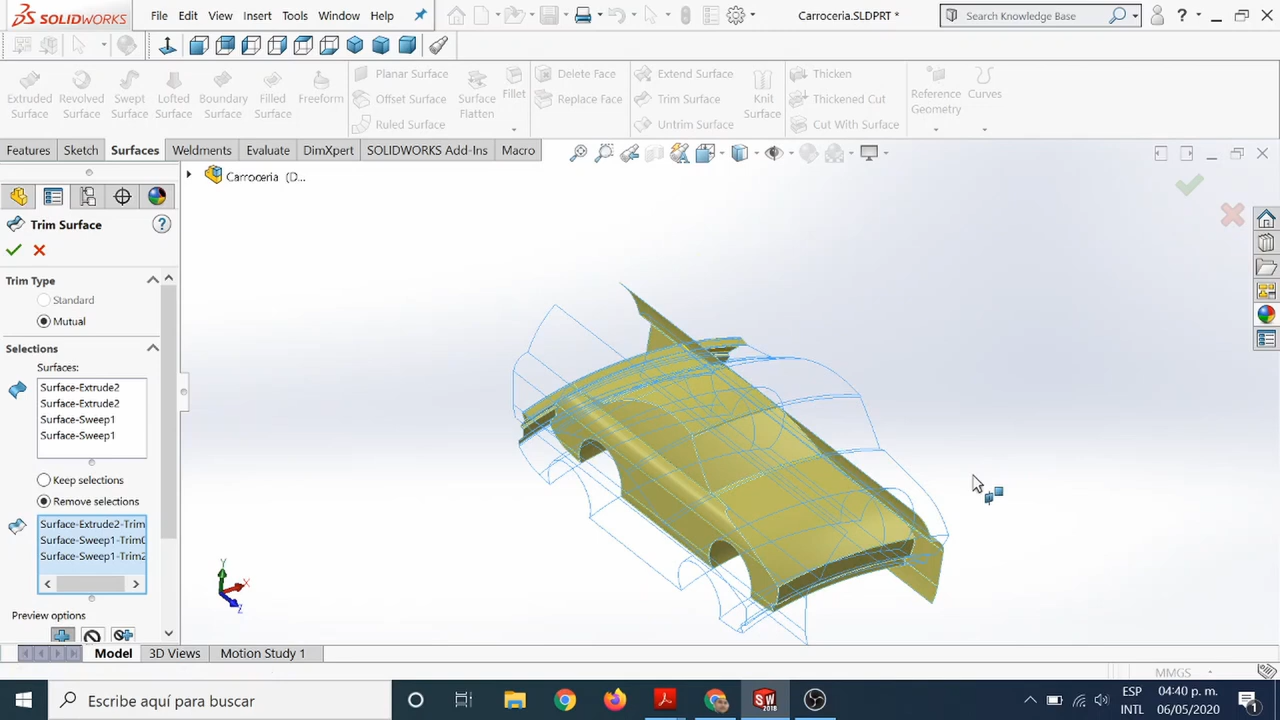 SOLIDWORKS File Edit View Insert Tools Window Help Carroceria.SLDPRT * Search Knowledge Base ?
Extruded Surface Revolved Surface Swept Surface Lofted Surface Boundary Surface Filled Surface Freeform
Planar Surface
Offset Surface
Ruled Surface
Surface Flatten
Fillet
Delete Face
Replace Face
Extend Surface
Trim Surface
Untrim Surface
Knit Surface
Thicken
Thickened Cut
Cut With Surface
Reference Geometry
Curves
Features Sketch Surfaces Weldments Evaluate DimXpert SOLIDWORKS Add-Ins Macro
Carroceria (D...
Trim Surface ?
Trim Type
Standard
Mutual
Selections
Surfaces:
Surface-Extrude2
Surface-Extrude2
Surface-Sweep1
Surface-Sweep1
Keep selections
Remove selections
Surface-Extrude2-Trim
Surface-Sweep1-Trim0
Surface-Sweep1-Trim2
Preview options
Y
X
Z
Model 3D Views Motion Study 1
MMGS
Escribe aquí para buscar
SW
2018
ESP
INTL
04:40 p. m.
06/05/2020
1